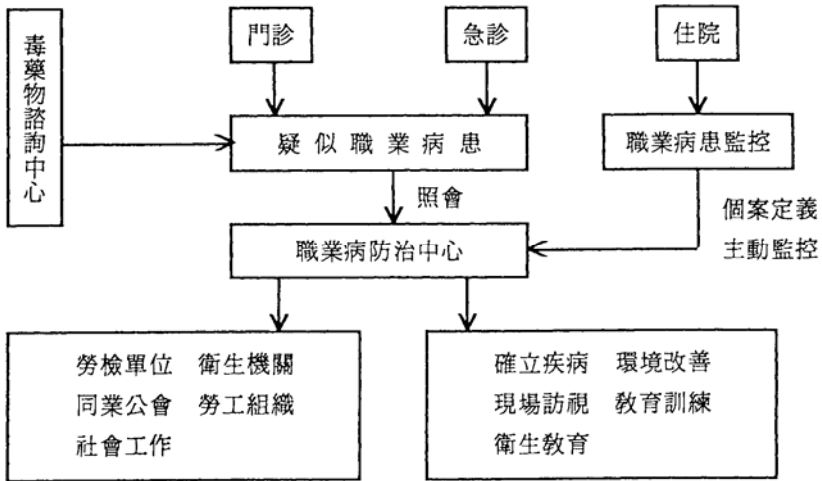 毒藥物諮詢中心
門診
急診
住院
疑似職業病患
職業病患監控
照會
個案定義
主動監控
職業病防治中心
勞檢單位 衛生機關
同業公會 勞工組織
社會工作
確立疾病 環境改善
現場訪視 教育訓練
衛生教育